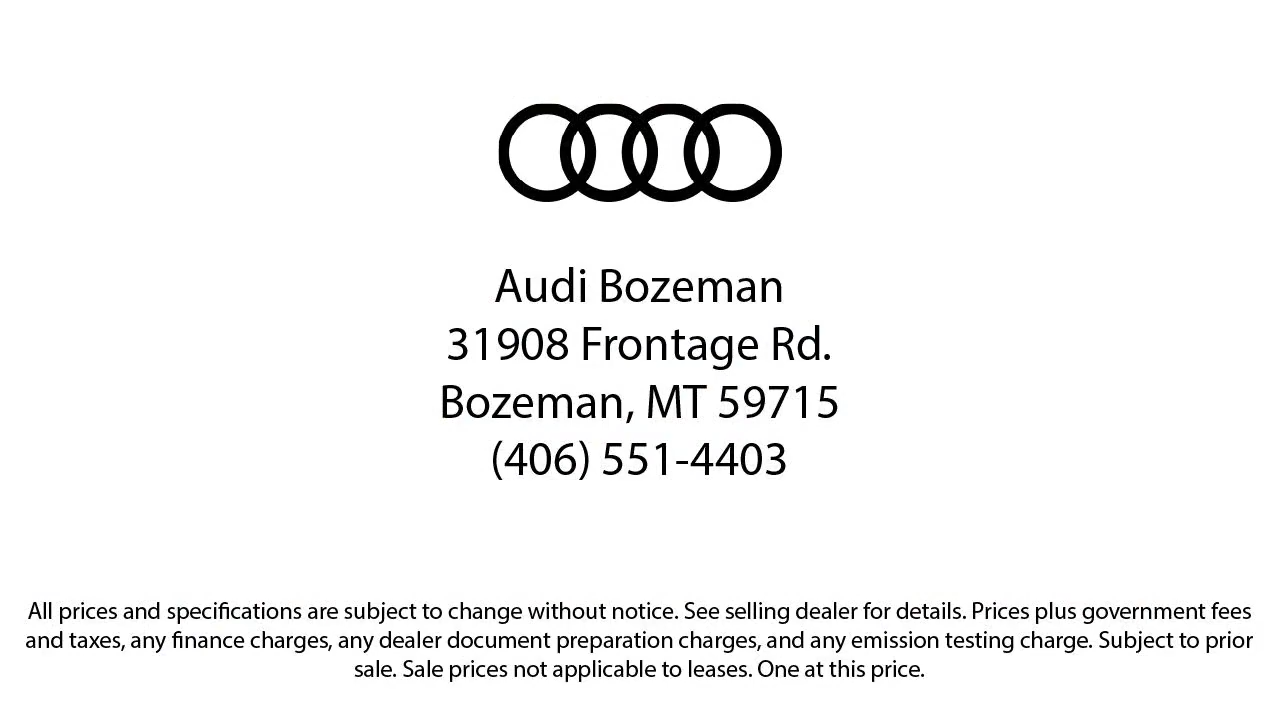 Audi Bozeman
31908 Frontage Rd.
Bozeman, MT 59715
(406) 551-4403
All prices and specifications are subject to change without notice. See selling dealer for details. Prices plus government fees
and taxes, any finance charges, any dealer document preparation charges, and any emission testing charge. Subject to prior
sale. Sale prices not applicable to leases. One at this price.